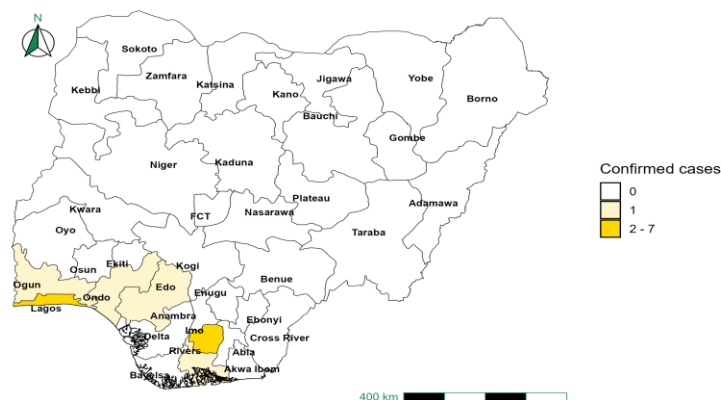 N
Sokoto
Zamfara
Katsina
Jigawa
Yobe
Kebbi
Kano
Borno
Bauchi
Gombe
Niger
Kaduna
Plateau
Adamawa
Kwara
FCT
Nasarawa
Oyo
Taraba
Osun
Ekiti
Kogi
Benue
Ogun
Edo
Ondo
Enugu
Lagos
Anambra
Ebonyi
Imo
Delta
Cross River
Rivers
Abia
Bayelsa
Akwa Ibom
Confirmed cases
0
1
2 - 7
400 km